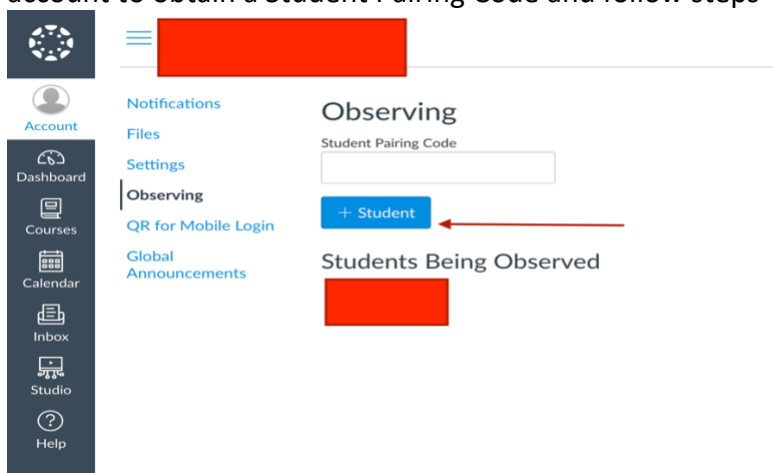 account to obtain a Student Pairing Code and follow steps
Account
Dashboard
Courses
Calendar
Inbox
Studio
Help
Notifications
Files
Settings
Observing
QR for Mobile Login
Global
Announcements
Observing
Student Pairing Code
+ Student
Students Being Observed